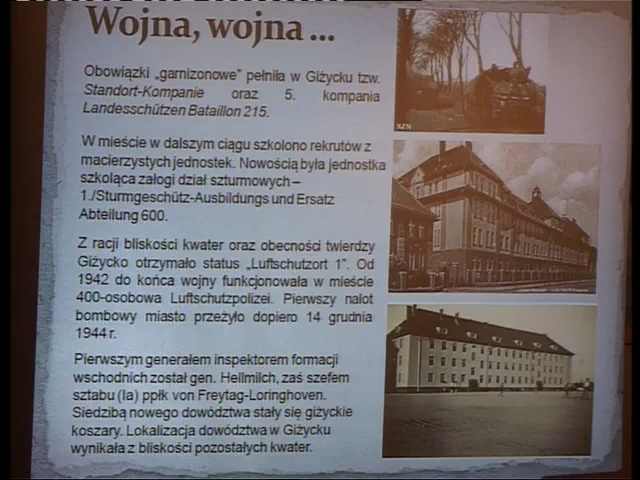 Wojna, wojna ...
Obowiązki „garnizonowe” pełniła w Giżycku tzw.
Standort-Kompanie oraz 5. kompania
Landesschützen Bataillon 215.
W mieście w dalszym ciągu szkolono rekrutów z
macierzystych jednostek. Nowością była jednostka
szkoląca załogi dział szturmowych –
1./Sturmgeschütz-Ausbildungs und Ersatz
Abteilung 600.
Z racji bliskości kwater oraz obecności twierdzy
Giżycko otrzymało status „Luftschutzort 1”. Od
1942 do końca wojny funkcjonowała w mieście
400-osobowa Luftschutzpolizei. Pierwszy nalot
bombowy miasto przeżyło dopiero 14 grudnia
1944 r.
Pierwszym generałem inspektorem formacji
wschodnich został gen. Hellmilch, zaś szefem
sztabu (Ia) ppłk von Freytag-Loringhoven.
Siedzibą nowego dowództwa stały się giżyckie
koszary. Lokalizacja dowództwa w Giżycku
wynikała z bliskości pozostałych kwater.